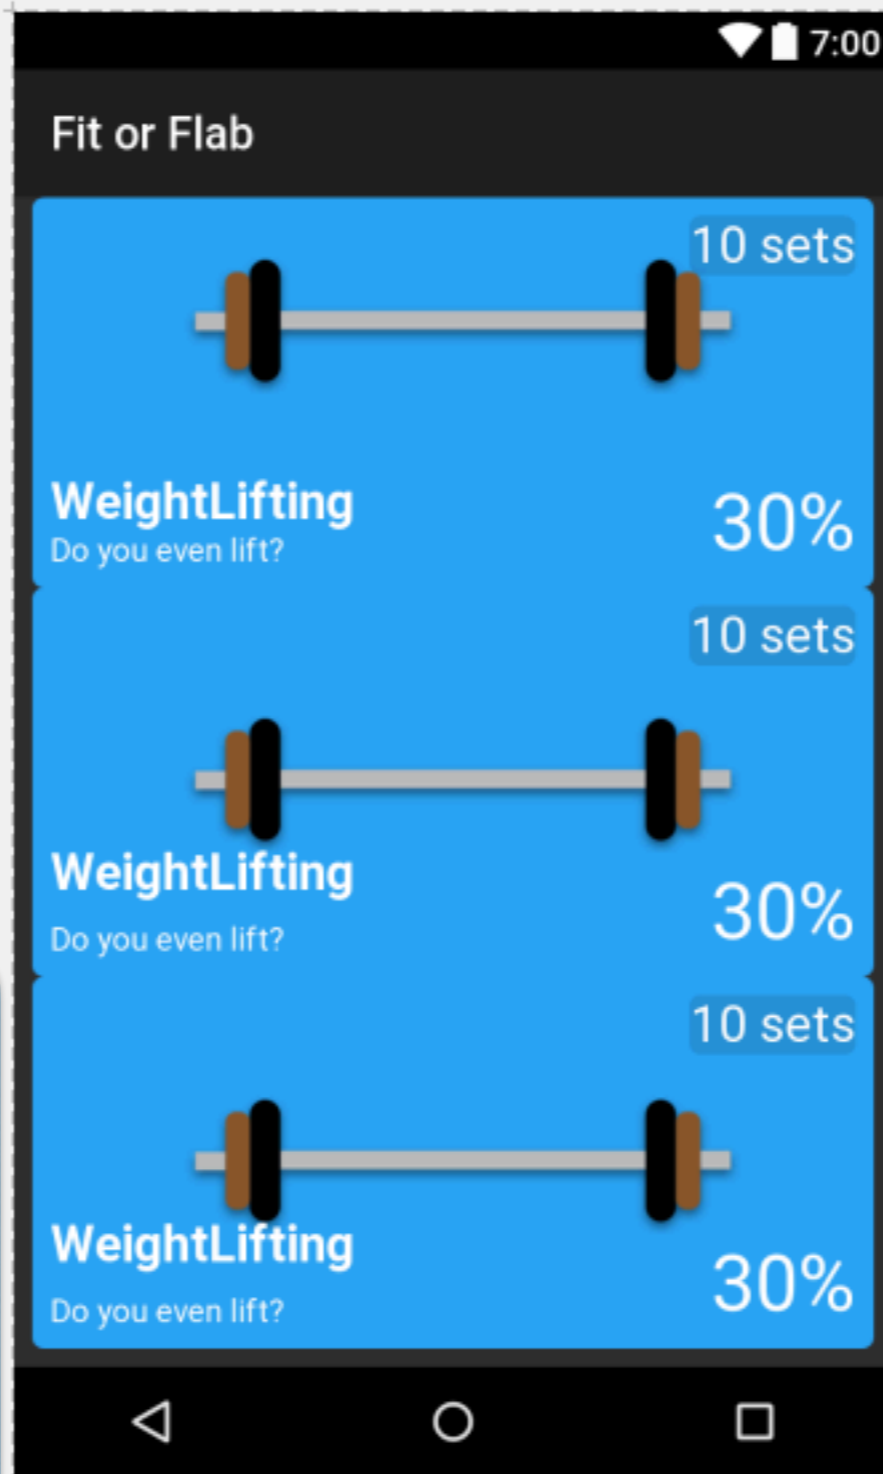 7:00
Fit or Flab
10 sets
WeightLifting
30%
Do you even lift?
10 sets
WeightLifting
30%
Do you even lift?
10 sets
WeightLifting
30%
Do you even lift?